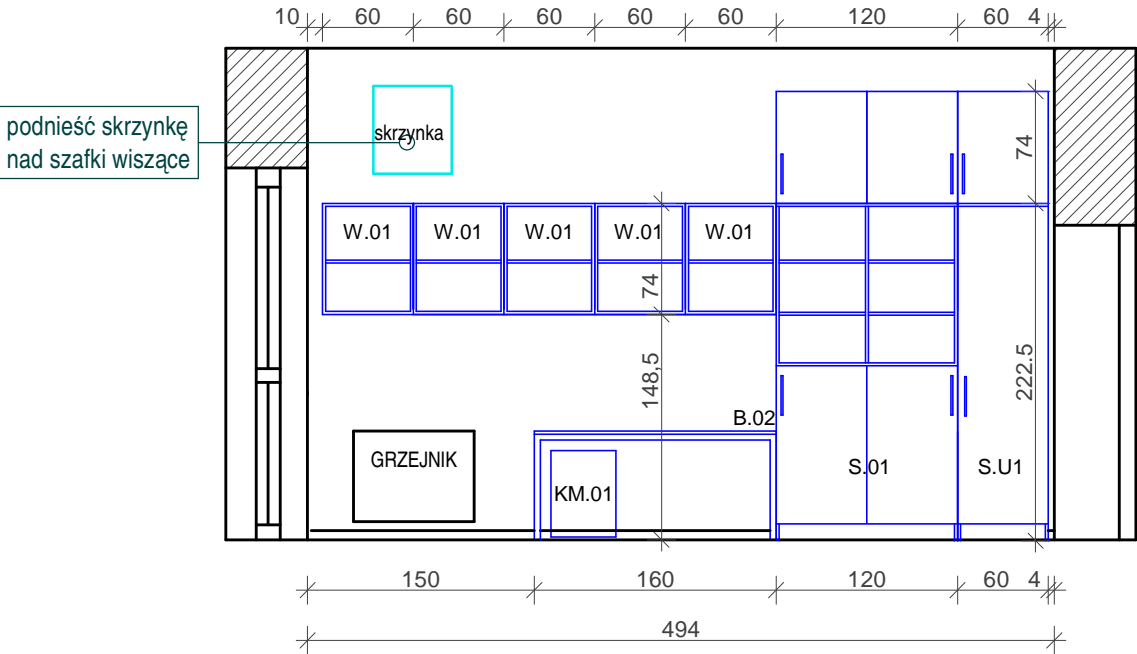 10 60 60 60 60 60 120 60 4
podnieść skrzynkę
nad szafki wiszące
skrzynka
74
W.01 W.01 W.01 W.01 W.01
74
148,5
222.5
B.02
GRZEJNIK
S.01
S.U1
KM.01
150 160 120 60 4
494